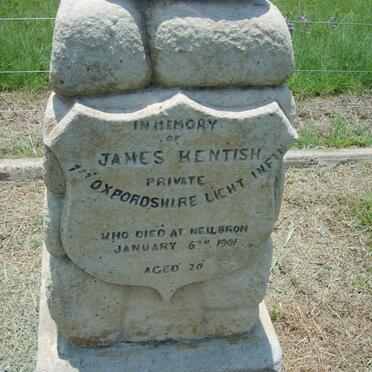 IN MEMORY
OF
JAMES KENTISH
PRIVATE
1ST OXFORDSHIRE LIGHT INFTY
WHO DIED AT HEILBRON
JANUARY 6TH 1901
AGED 20